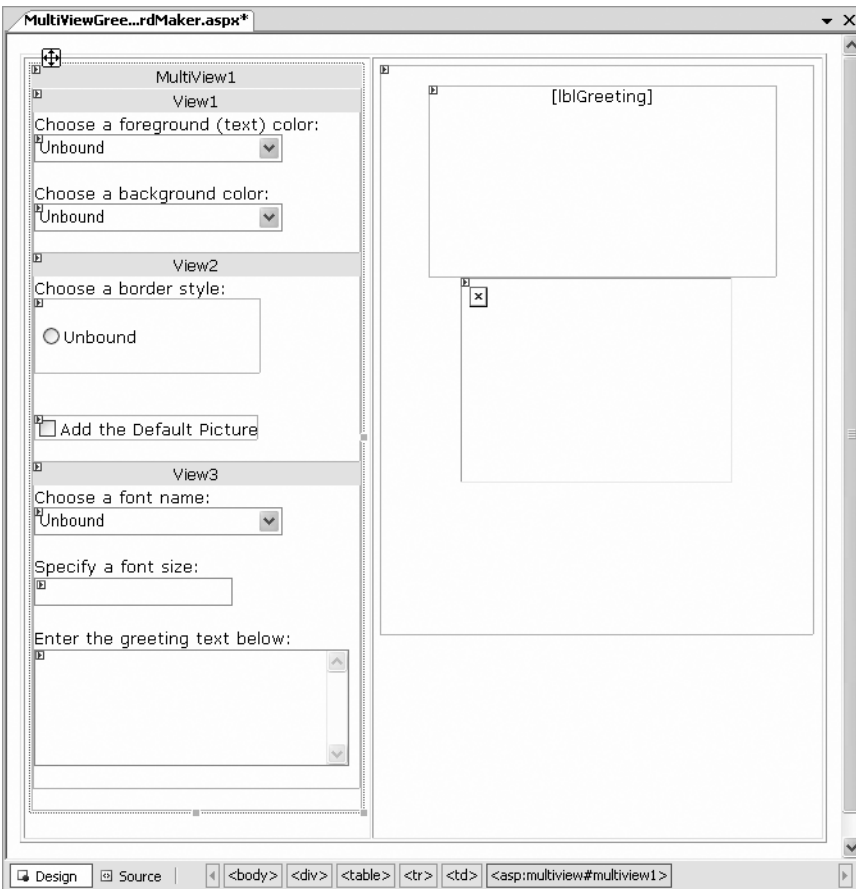 MultiViewGree...rdMaker.aspx*
MultiView1
View1
Choose a foreground (text) color:
Unbound
Choose a background color:
Unbound
View2
Choose a border style:
Unbound
Add the Default Picture
View3
Choose a font name:
Unbound
Specify a font size:
Enter the greeting text below:
[lblGreeting]
Design Source <body> <div> <table> <tr> <td> <asp:multiview#multiview1>